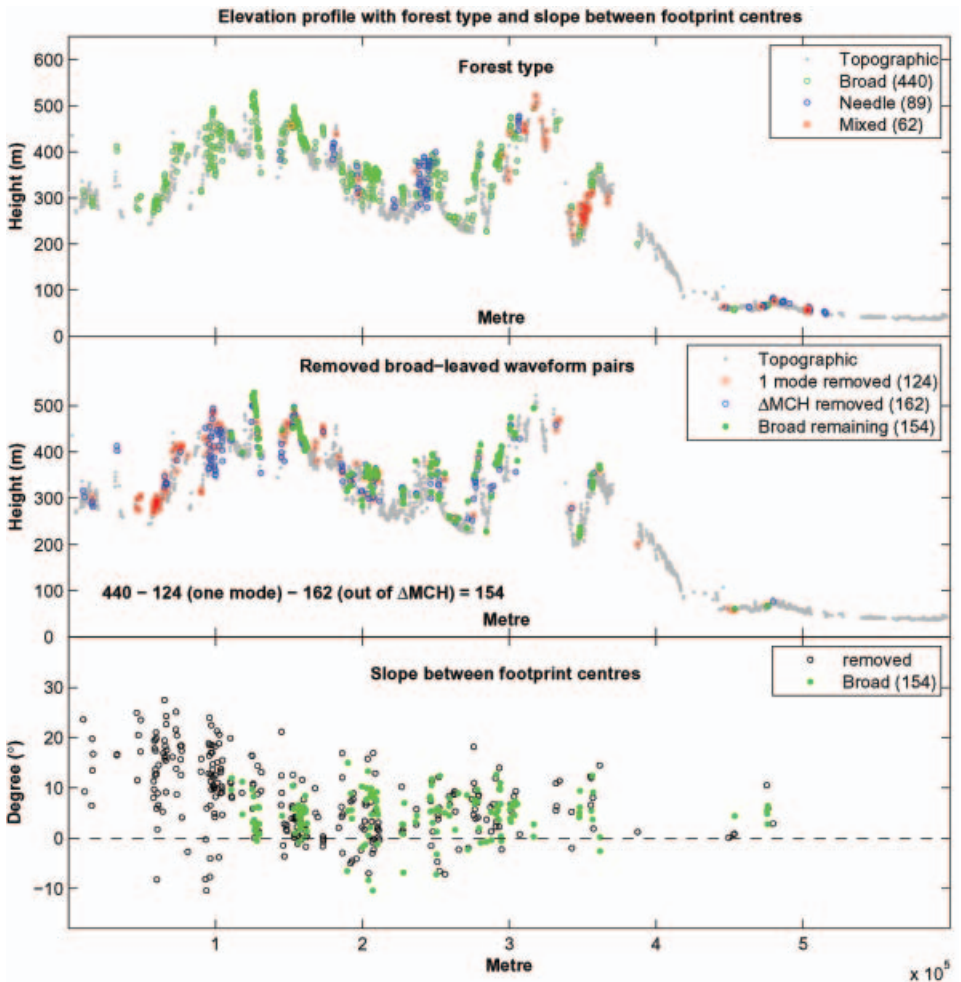 Elevation profile with forest type and slope between footprint centres
Forest type
Topographic
Broad (440)
Needle (89)
Mixed (62)
600
500
400
300
200
100
0
Height (m)
Metre
Removed broad-leaved waveform pairs
Topographic
1 mode removed (124)
ΔMCH removed (162)
Broad remaining (154)
500
400
300
200
100
0
Height (m)
440 − 124 (one mode) − 162 (out of ΔMCH) = 154
Metre
Slope between footprint centres
removed
Broad (154)
30
20
10
0
−10
Degree (°)
1 2 3 4 5
Metre
x 10⁵